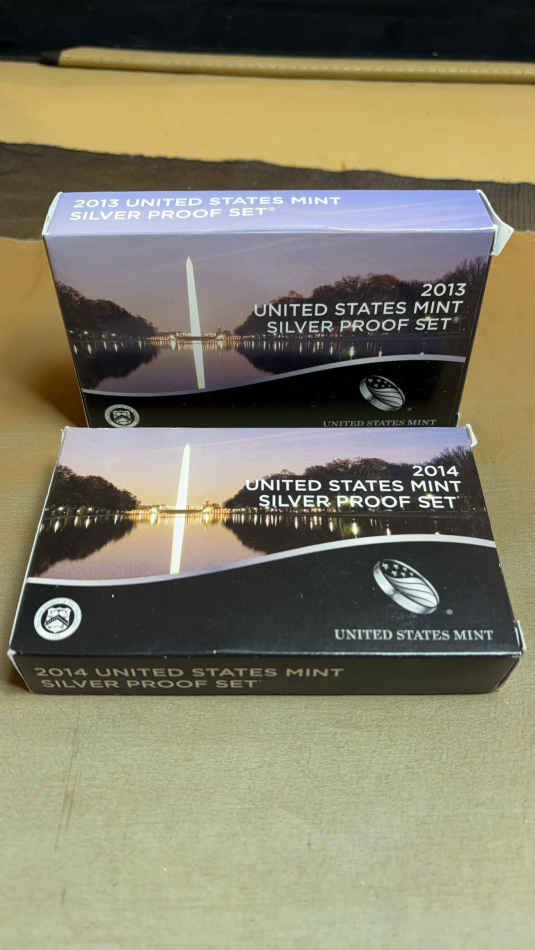 2013 UNITED STATES MINT
SILVER PROOF SET®
2013
UNITED STATES MINT
SILVER PROOF SET®
UNITED STATES MINT
2014
UNITED STATES MINT
SILVER PROOF SET
UNITED STATES MINT
2014 UNITED STATES MINT
SILVER PROOF SET